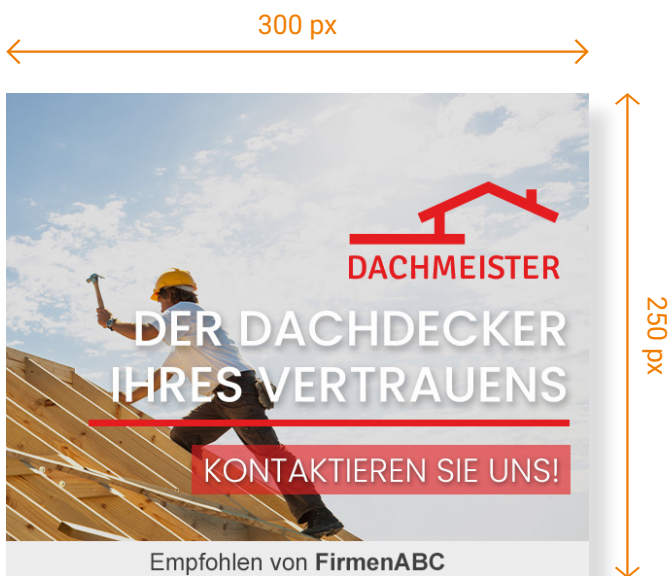 300 px
DACHMEISTER
DER DACHDECKER
IHRES VERTRAUENS
KONTAKTIEREN SIE UNS!
Empfohlen von FirmenABC
250 px